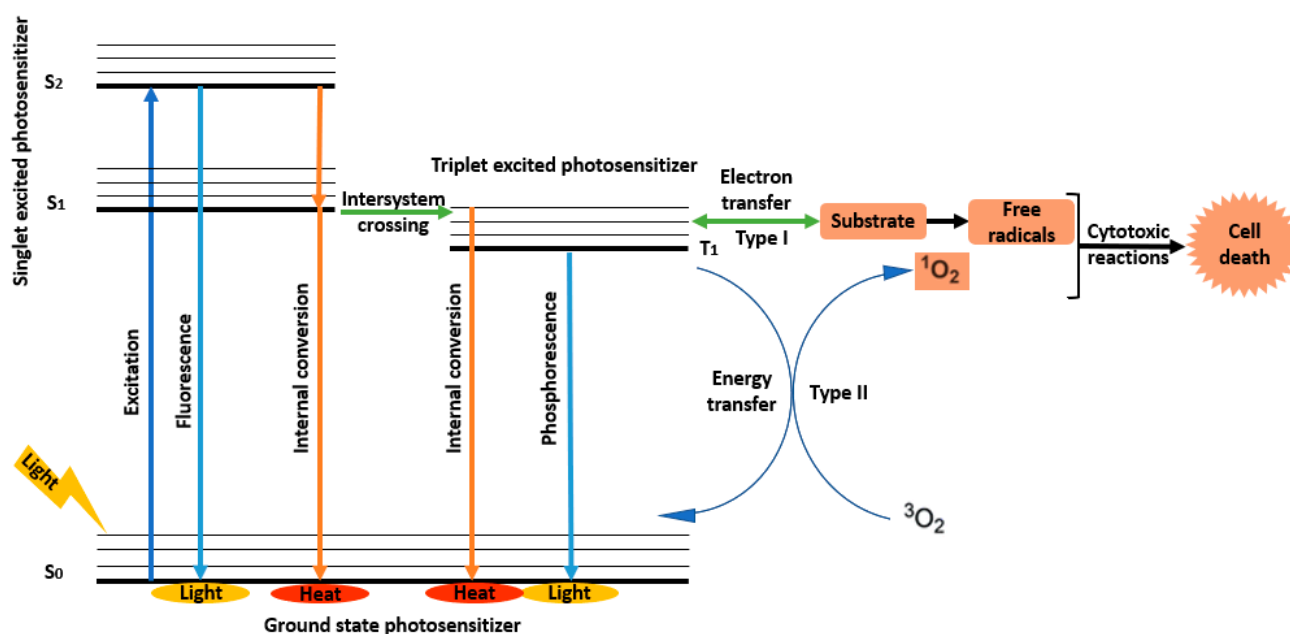 Singlet excited photosensitizer
S2
S1
S0
Light
Excitation
Fluorescence
Internal conversion
Intersystem
crossing
Triplet excited photosensitizer
T1
Internal conversion
Phosphorescence
Electron
transfer
Type I
Substrate
Free
radicals
Cytotoxic
reactions
Cell
death
¹O₂
Energy
transfer
Type II
³O₂
Light
Heat
Heat
Light
Ground state photosensitizer